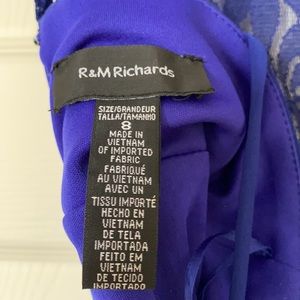 R&M Richards
SIZE/GRANDEUR
TALLA/TAMANHO
8
MADE IN
VIETNAM
OF IMPORTED
FABRIC
FABRIQUÉ
AU VIETNAM
AVEC UN
TISSU IMPORTÉ
HECHO EN
VIETNAM
DE TELA
IMPORTADA
FEITO EM
VIETNAM
DE TECIDO
IMPORTADO